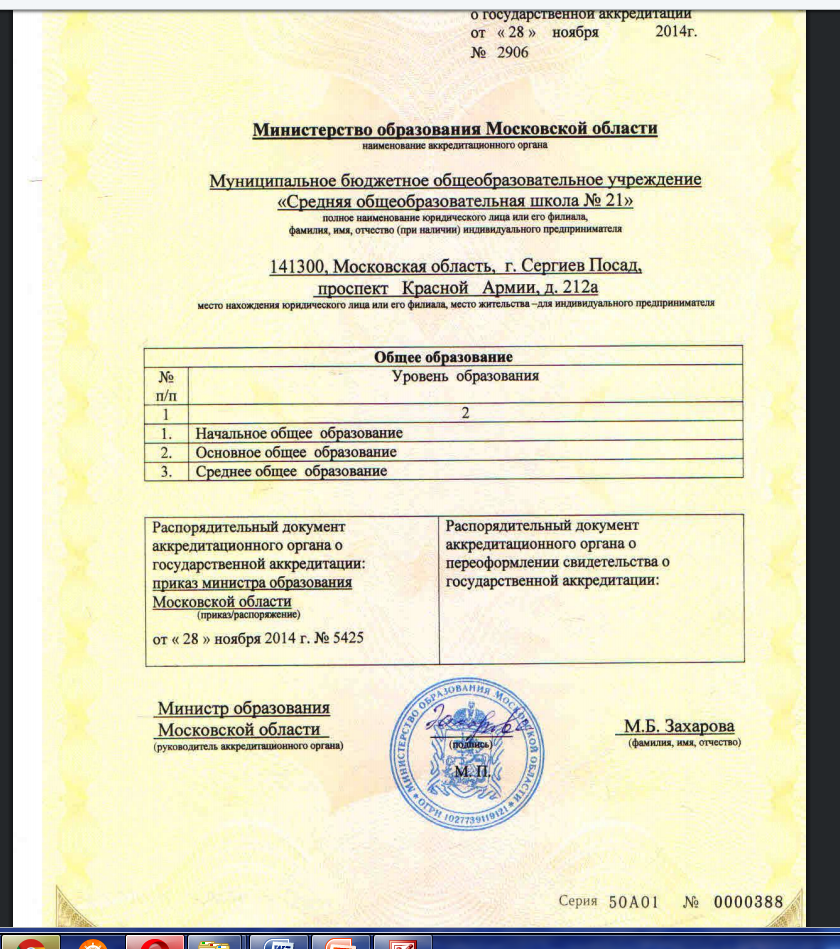 о государственной аккредитации
от « 28 » ноября 2014г.
№ 2906
Министерство образования Московской области
наименование аккредитационного органа
Муниципальное бюджетное общеобразовательное учреждение
«Средняя общеобразовательная школа № 21»
полное наименование юридического лица или его филиала,
фамилия, имя, отчество (при наличии) индивидуального предпринимателя
141300, Московская область, г. Сергиев Посад,
проспект Красной Армии, д. 212а
место нахождения юридического лица или его филиала, место жительства –для индивидуального предпринимателя
Общее образование
№ п/п
Уровень образования
1 2
1. Начальное общее образование
2. Основное общее образование
3. Среднее общее образование
Распорядительный документ
аккредитационного органа о
государственной аккредитации:
приказ министра образования
Московской области
(приказ/распоряжение)
от « 28 » ноября 2014 г. № 5425
Распорядительный документ
аккредитационного органа о
переоформлении свидетельства о
государственной аккредитации:
Министр образования
Московской области
(руководитель аккредитационного органа)
(подпись)
М. П.
МИНИСТЕРСТВО ОБРАЗОВАНИЯ МОСКОВСКОЙ ОБЛАСТИ
ОГРН 1027739119121
М.Б. Захарова
(фамилия, имя, отчество)
Серия 50А01 № 0000388